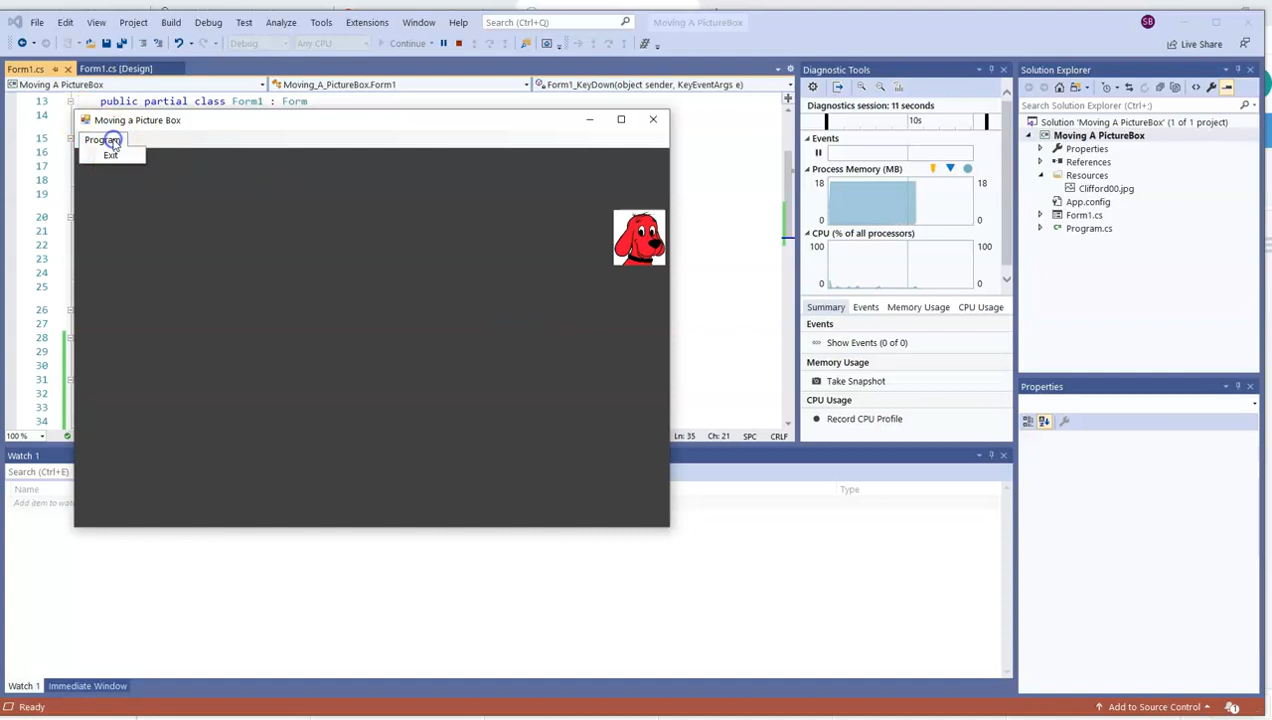 File Edit View Project Build Debug Test Analyze Tools Extensions Window Help Search (Ctrl+Q) Moving A PictureBox SB
Debug Any CPU Continue Live Share
Form1.cs Form1.cs [Design]
Moving A PictureBox Moving_A_PictureBox.Form1 Form1_KeyDown(object sender, KeyEventArgs e)
13 public partial class Form1 : Form
14
Moving a Picture Box
Program
Exit
15
16
17
18
19
20
21
22
23
24
25
26
27
28
29
30
31
32
33
34
100 % Ln: 35 Ch: 21 SPC CRLF
Diagnostic Tools
Diagnostics session: 11 seconds
10s
Events
Process Memory (MB)
18 18
0 0
CPU (% of all processors)
100 100
0 0
Summary Events Memory Usage CPU Usage
Events
Show Events (0 of 0)
Memory Usage
Take Snapshot
CPU Usage
Record CPU Profile
Solution Explorer
Search Solution Explorer (Ctrl+;)
Solution 'Moving A PictureBox' (1 of 1 project)
Moving A PictureBox
Properties
References
Resources
Clifford00.jpg
App.config
Form1.cs
Program.cs
Properties
Watch 1
Search (Ctrl+E)
Name Type
Add item to
Watch 1 Immediate Window
Ready Add to Source Control 1